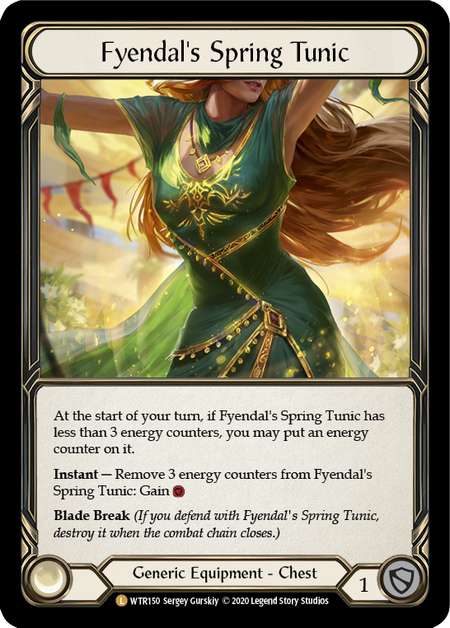 Fyendal's Spring Tunic
At the start of your turn, if Fyendal's Spring Tunic has
less than 3 energy counters, you may put an energy
counter on it.
Instant — Remove 3 energy counters from Fyendal's
Spring Tunic: Gain
Blade Break (If you defend with Fyendal's Spring Tunic,
destroy it when the combat chain closes.)
Generic Equipment - Chest
1
L WTR150 Sergey Gurskiy © 2020 Legend Story Studios